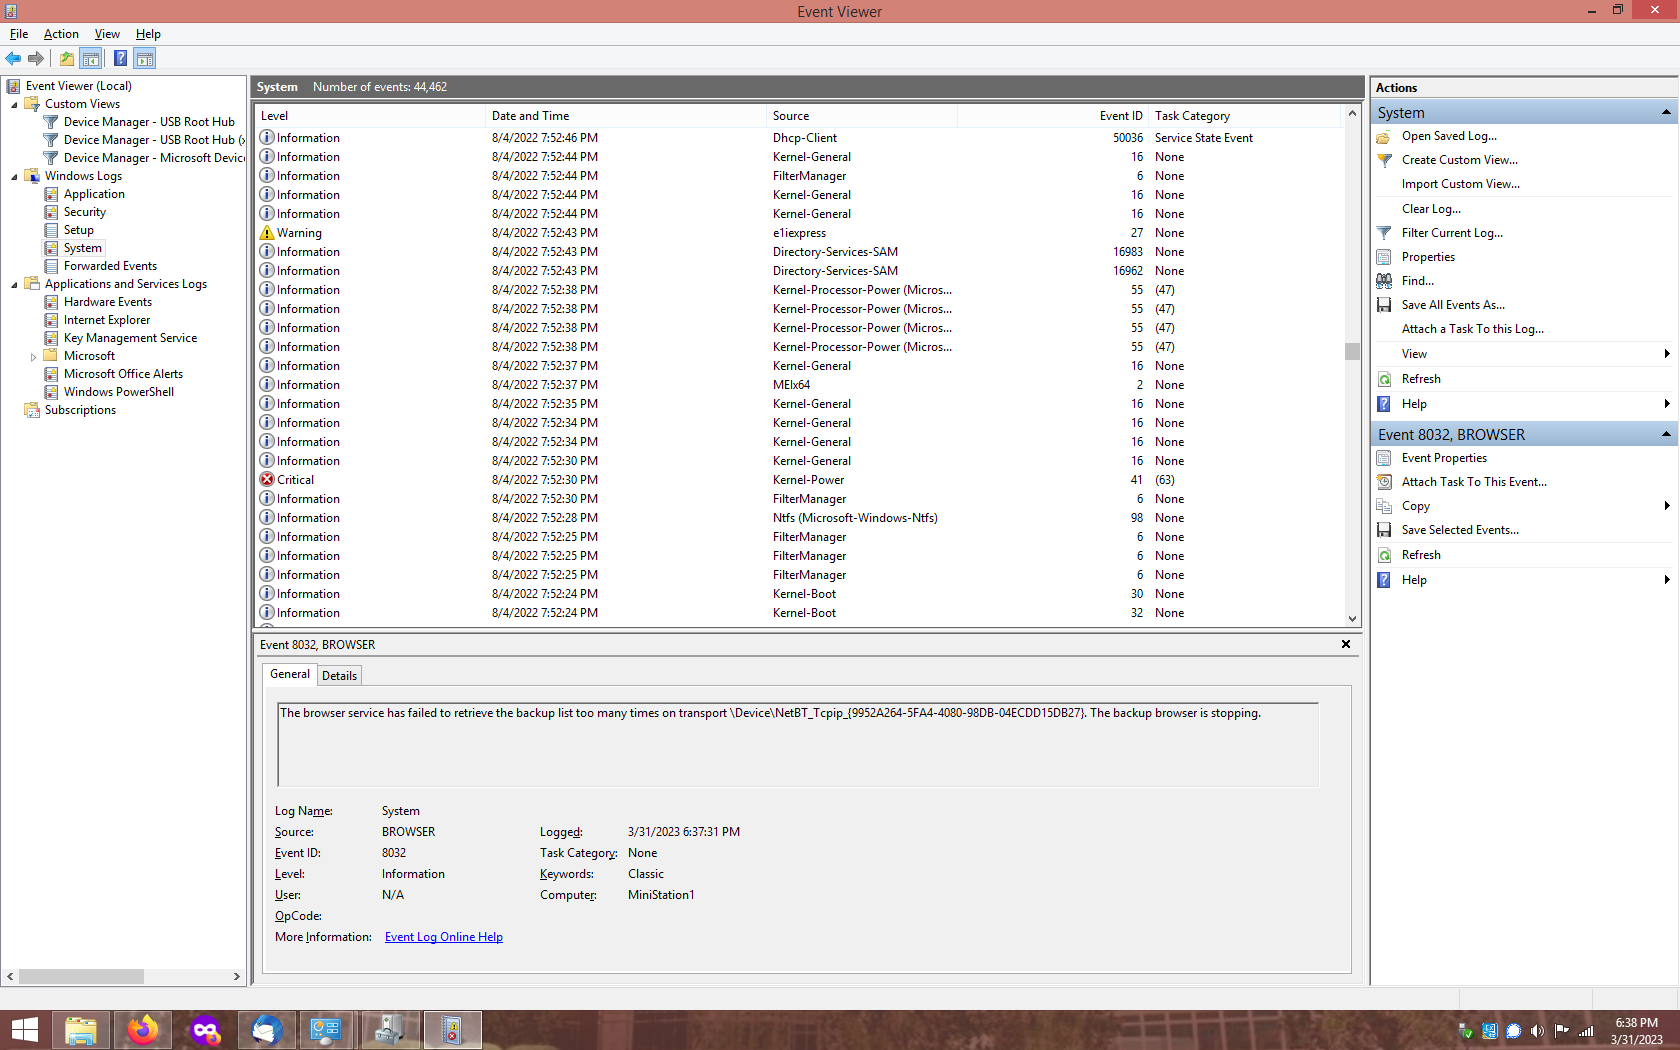 Event Viewer
File Action View Help
Event Viewer (Local)
Custom Views
Device Manager - USB Root Hub
Device Manager - USB Root Hub (x
Device Manager - Microsoft Device
Windows Logs
Application
Security
Setup
System
Forwarded Events
Applications and Services Logs
Hardware Events
Internet Explorer
Key Management Service
Microsoft
Microsoft Office Alerts
Windows PowerShell
Subscriptions
System Number of events: 44,462
Level Date and Time Source Event ID Task Category
Information 8/4/2022 7:52:46 PM Dhcp-Client 50036 Service State Event
Information 8/4/2022 7:52:44 PM Kernel-General 16 None
Information 8/4/2022 7:52:44 PM FilterManager 6 None
Information 8/4/2022 7:52:44 PM Kernel-General 16 None
Information 8/4/2022 7:52:44 PM Kernel-General 16 None
Warning 8/4/2022 7:52:43 PM e1iexpress 27 None
Information 8/4/2022 7:52:43 PM Directory-Services-SAM 16983 None
Information 8/4/2022 7:52:43 PM Directory-Services-SAM 16962 None
Information 8/4/2022 7:52:38 PM Kernel-Processor-Power (Micros... 55 (47)
Information 8/4/2022 7:52:38 PM Kernel-Processor-Power (Micros... 55 (47)
Information 8/4/2022 7:52:38 PM Kernel-Processor-Power (Micros... 55 (47)
Information 8/4/2022 7:52:38 PM Kernel-Processor-Power (Micros... 55 (47)
Information 8/4/2022 7:52:37 PM Kernel-General 16 None
Information 8/4/2022 7:52:37 PM MEIx64 2 None
Information 8/4/2022 7:52:35 PM Kernel-General 16 None
Information 8/4/2022 7:52:34 PM Kernel-General 16 None
Information 8/4/2022 7:52:34 PM Kernel-General 16 None
Information 8/4/2022 7:52:30 PM Kernel-General 16 None
Critical 8/4/2022 7:52:30 PM Kernel-Power 41 (63)
Information 8/4/2022 7:52:30 PM FilterManager 6 None
Information 8/4/2022 7:52:28 PM Ntfs (Microsoft-Windows-Ntfs) 98 None
Information 8/4/2022 7:52:25 PM FilterManager 6 None
Information 8/4/2022 7:52:25 PM FilterManager 6 None
Information 8/4/2022 7:52:25 PM FilterManager 6 None
Information 8/4/2022 7:52:24 PM Kernel-Boot 30 None
Information 8/4/2022 7:52:24 PM Kernel-Boot 32 None
Event 8032, BROWSER
General Details
The browser service has failed to retrieve the backup list too many times on transport \Device\NetBT_Tcpip_{9952A264-5FA4-4080-98DB-04ECDD15DB27}. The backup browser is stopping.
Log Name: System
Source: BROWSER Logged: 3/31/2023 6:37:31 PM
Event ID: 8032 Task Category: None
Level: Information Keywords: Classic
User: N/A Computer: MiniStation1
OpCode:
More Information: Event Log Online Help
Actions
System
Open Saved Log...
Create Custom View...
Import Custom View...
Clear Log...
Filter Current Log...
Properties
Find...
Save All Events As...
Attach a Task To this Log...
View
Refresh
Help
Event 8032, BROWSER
Event Properties
Attach Task To This Event...
Copy
Save Selected Events...
Refresh
Help
6:38 PM
3/31/2023